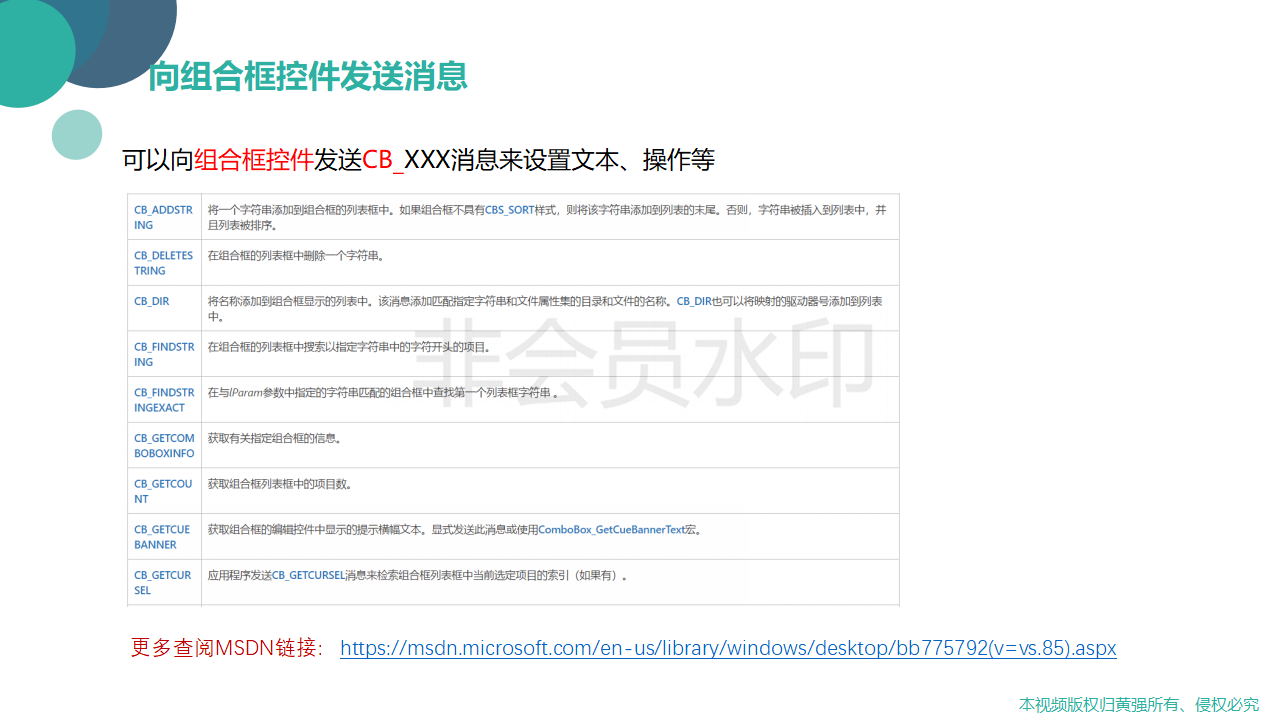 向组合框控件发送消息
可以向组合框控件发送CB_XXX消息来设置文本、操作等
CB_ADDSTR
ING
将一个字符串添加到组合框的列表框中。如果组合框不具有CBS_SORT样式，则将该字符串添加到列表的末尾。否则，字符串被插入到列表中，并
且列表被排序。
CB_DELETES
TRING
在组合框的列表框中删除一个字符串。
CB_DIR
将名称添加到组合框显示的列表中。该消息添加匹配指定字符串和文件属性集的目录和文件的名称。CB_DIR也可以将映射的驱动器号添加到列表
中。
CB_FINDSTR
ING
在组合框的列表框中搜索以指定字符串中的字符开头的项目。
CB_FINDSTR
INGEXACT
在与lParam参数中指定的字符串匹配的组合框中查找第一个列表框字符串 。
CB_GETCOM
BOBOXINFO
获取有关指定组合框的信息。
CB_GETCOU
NT
获取组合框列表框中的项目数。
CB_GETCUE
BANNER
获取组合框的编辑控件中显示的提示横幅文本。显式发送此消息或使用ComboBox_GetCueBannerText宏。
CB_GETCUR
SEL
应用程序发送CB_GETCURSEL消息来检索组合框列表框中当前选定项目的索引（如果有）。
非会员水印
更多查阅MSDN链接： https://msdn.microsoft.com/en-us/library/windows/desktop/bb775792(v=vs.85).aspx
本视频版权归黄强所有、侵权必究